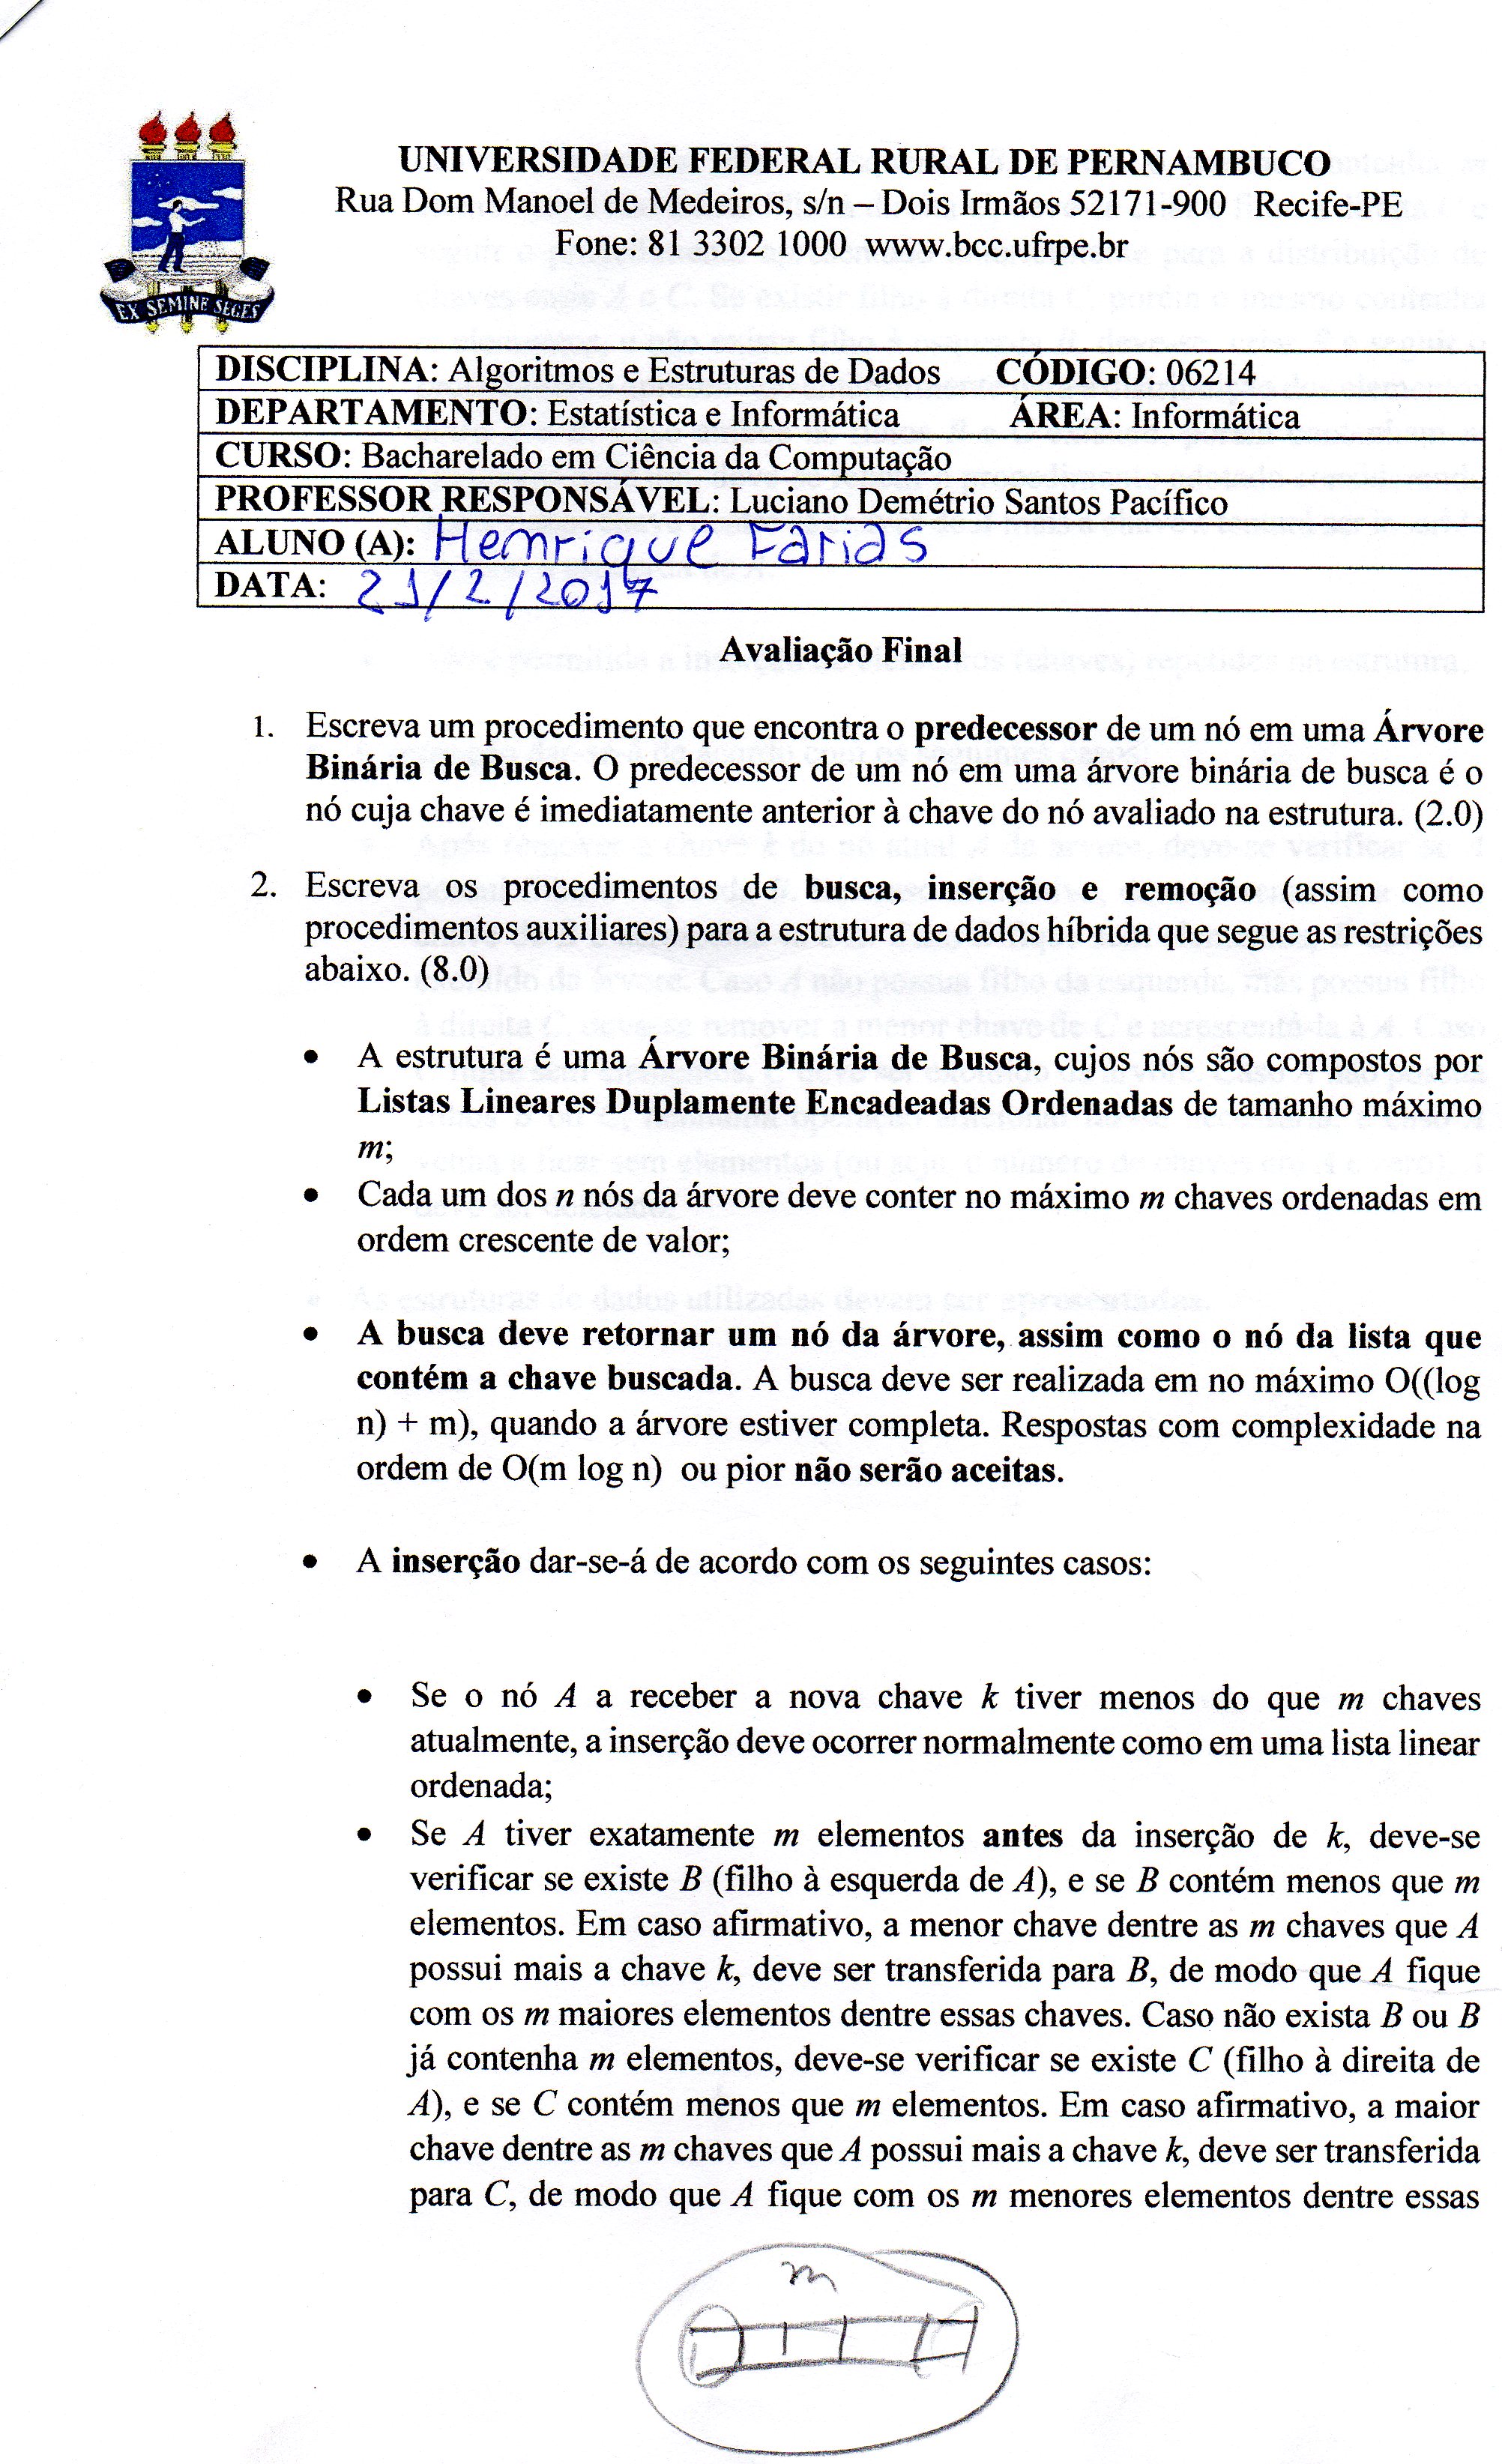 UNIVERSIDADE FEDERAL RURAL DE PERNAMBUCO
Rua Dom Manoel de Medeiros, s/n – Dois Irmãos 52171-900 Recife-PE
Fone: 81 3302 1000 www.bcc.ufrpe.br
EX SEMINE SEGES
DISCIPLINA: Algoritmos e Estruturas de Dados CÓDIGO: 06214
DEPARTAMENTO: Estatística e Informática ÁREA: Informática
CURSO: Bacharelado em Ciência da Computação
PROFESSOR RESPONSÁVEL: Luciano Demétrio Santos Pacífico
ALUNO (A): Henrique Farias
DATA: 21/2/2017
Avaliação Final
1. Escreva um procedimento que encontra o predecessor de um nó em uma Árvore
Binária de Busca. O predecessor de um nó em uma árvore binária de busca é o
nó cuja chave é imediatamente anterior à chave do nó avaliado na estrutura. (2.0)
2. Escreva os procedimentos de busca, inserção e remoção (assim como
procedimentos auxiliares) para a estrutura de dados híbrida que segue as restrições
abaixo. (8.0)
• A estrutura é uma Árvore Binária de Busca, cujos nós são compostos por
Listas Lineares Duplamente Encadeadas Ordenadas de tamanho máximo
m;
• Cada um dos n nós da árvore deve conter no máximo m chaves ordenadas em
ordem crescente de valor;
• A busca deve retornar um nó da árvore, assim como o nó da lista que
contém a chave buscada. A busca deve ser realizada em no máximo O((log
n) + m), quando a árvore estiver completa. Respostas com complexidade na
ordem de O(m log n) ou pior não serão aceitas.
• A inserção dar-se-á de acordo com os seguintes casos:
• Se o nó A a receber a nova chave k tiver menos do que m chaves
atualmente, a inserção deve ocorrer normalmente como em uma lista linear
ordenada;
• Se A tiver exatamente m elementos antes da inserção de k, deve-se
verificar se existe B (filho à esquerda de A), e se B contém menos que m
elementos. Em caso afirmativo, a menor chave dentre as m chaves que A
possui mais a chave k, deve ser transferida para B, de modo que A fique
com os m maiores elementos dentre essas chaves. Caso não exista B ou B
já contenha m elementos, deve-se verificar se existe C (filho à direita de
A), e se C contém menos que m elementos. Em caso afirmativo, a maior
chave dentre as m chaves que A possui mais a chave k, deve ser transferida
para C, de modo que A fique com os m menores elementos dentre essas
m